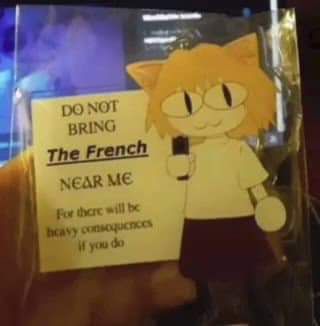 DO NOT
BRING
The French
NEAR ME
For there will be
heavy consequences
if you do